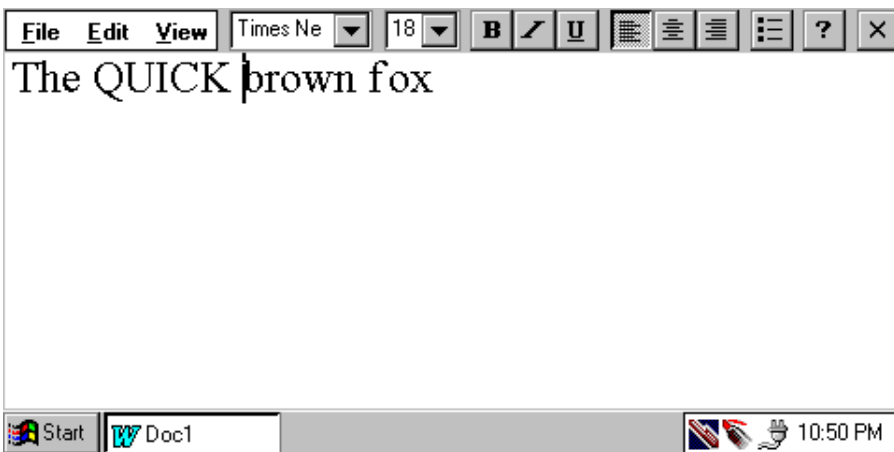 File Edit View Times Ne 18 B I U ? ×
The QUICK brown fox
Start Doc1 10:50 PM